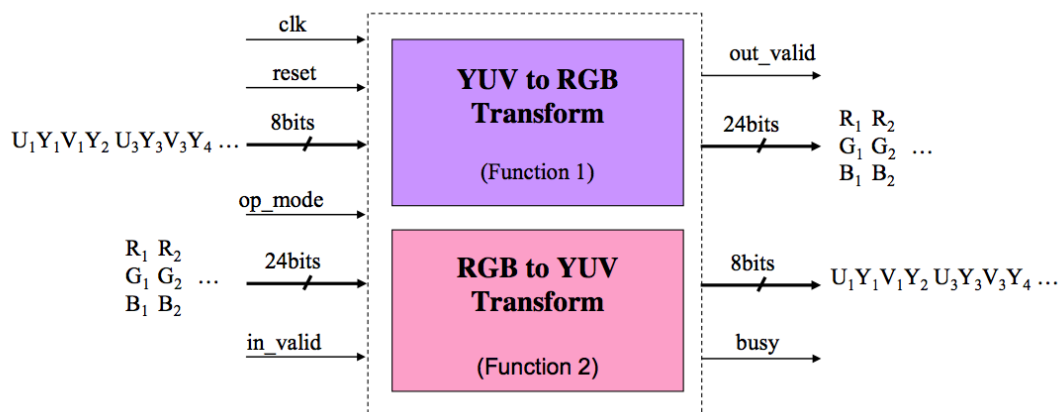 clk
reset
8bits
U₁Y₁V₁Y₂ U₃Y₃V₃Y₄ ...
op_mode
R₁ R₂
G₁ G₂ ...
B₁ B₂
24bits
in_valid
YUV to RGB
Transform
(Function 1)
RGB to YUV
Transform
(Function 2)
out_valid
24bits
R₁ R₂
G₁ G₂ ...
B₁ B₂
8bits
U₁Y₁V₁Y₂ U₃Y₃V₃Y₄ ...
busy